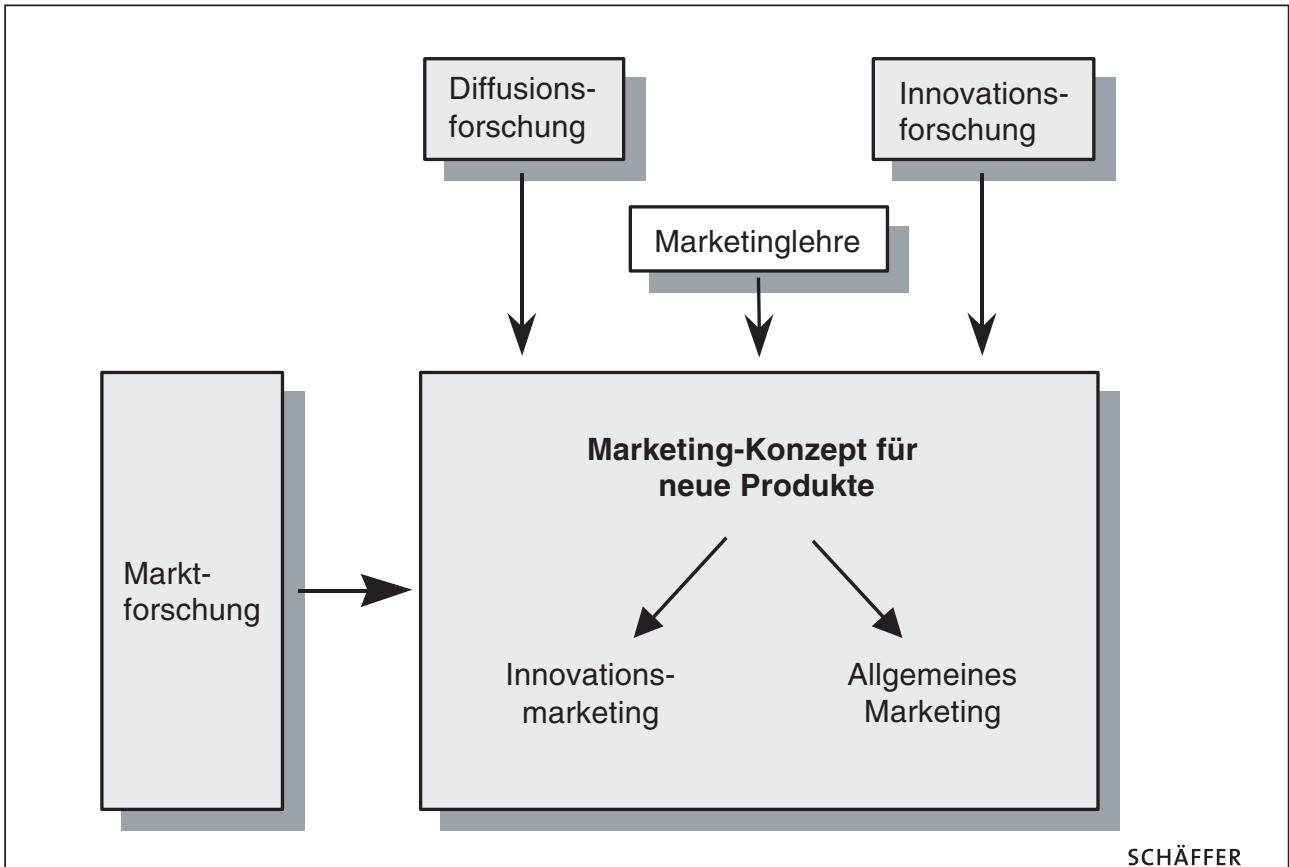 Diffusions-
forschung
Innovations-
forschung
Marketinglehre
Markt-
forschung
Marketing-Konzept für
neue Produkte
Innovations-
marketing
Allgemeines
Marketing
SCHÄFFER